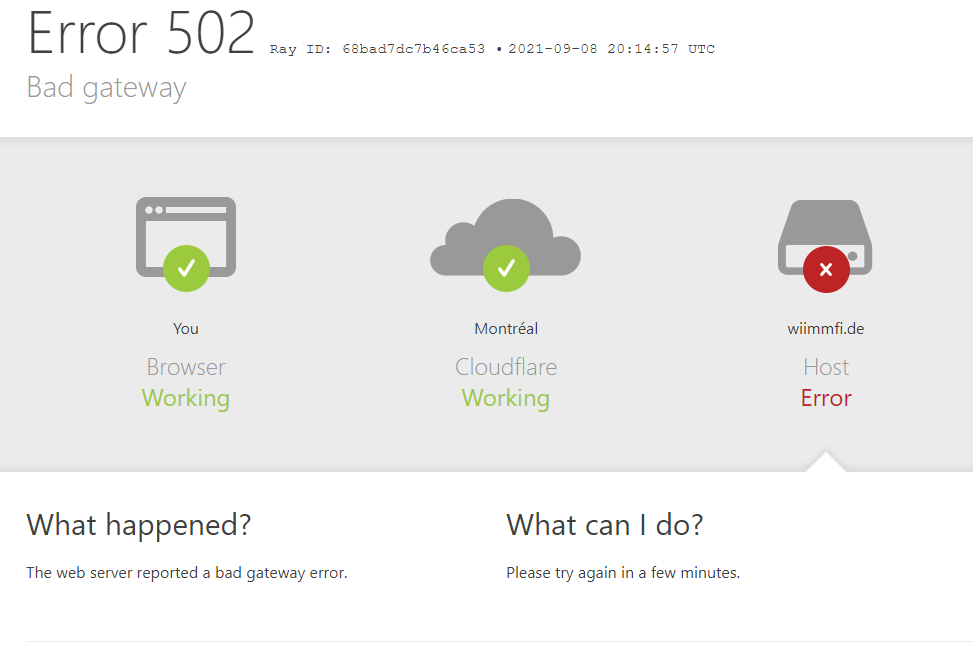 Error 502 Ray ID: 68bad7dc7b46ca53 • 2021-09-08 20:14:57 UTC
Bad gateway
You
Browser
Working
Montréal
Cloudflare
Working
wiimmfi.de
Host
Error
What happened?
The web server reported a bad gateway error.
What can I do?
Please try again in a few minutes.